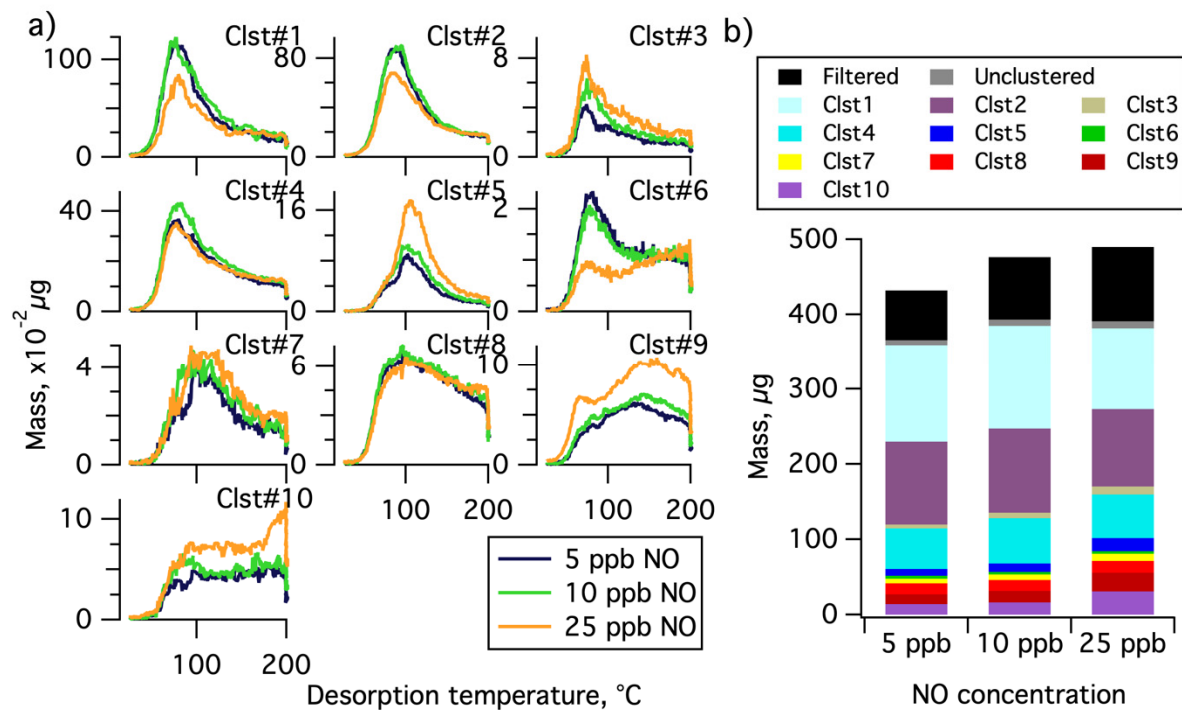 a)
Clst#1
Clst#2
Clst#3
100
0
80
0
8
0
Clst#4
Clst#5
Clst#6
40
0
16
0
2
0
Clst#7
Clst#8
Clst#9
4
0
6
0
10
0
Clst#10
10
0
100
200
100
200
100
200
Mass, x10-2 µg
Desorption temperature, °C
5 ppb NO
10 ppb NO
25 ppb NO
b)
Filtered Unclustered
Clst1 Clst2 Clst3
Clst4 Clst5 Clst6
Clst7 Clst8 Clst9
Clst10
500
400
300
200
100
0
Mass, µg
5 ppb 10 ppb 25 ppb
NO concentration